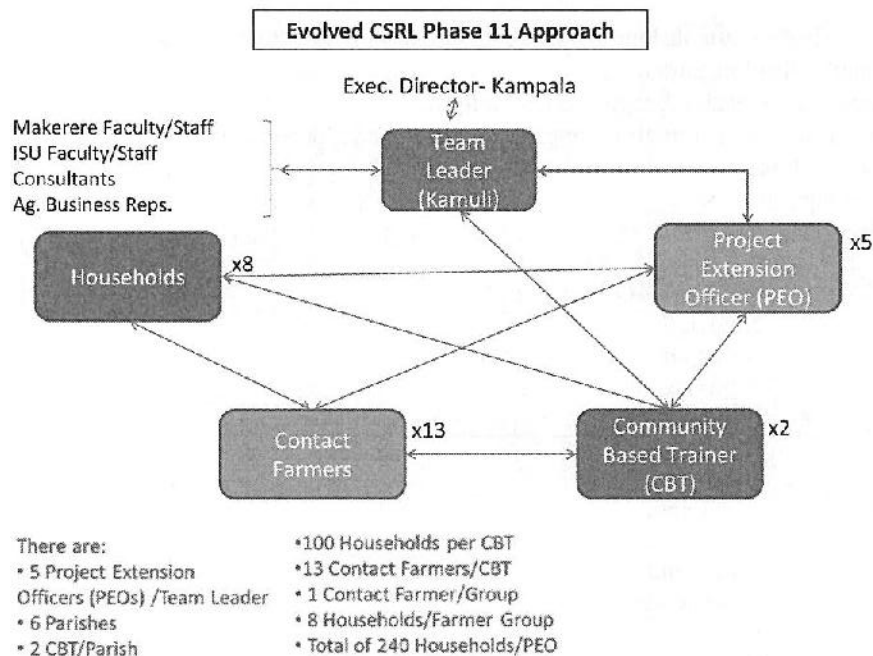 Evolved CSRL Phase 11 Approach
Exec. Director- Kampala
Makerere Faculty/Staff
ISU Faculty/Staff
Consultants
Ag. Business Reps.
Team
Leader
(Kamuli)
Households
x8
Project
Extension
Officer (PEO)
x5
Contact
Farmers
x13
Community
Based Trainer
(CBT)
x2
There are:
• 5 Project Extension
Officers (PEOs) /Team Leader
• 6 Parishes
• 2 CBT/Parish
•100 Households per CBT
•13 Contact Farmers/CBT
• 1 Contact Farmer/Group
• 8 Households/Farmer Group
• Total of 240 Households/PEO